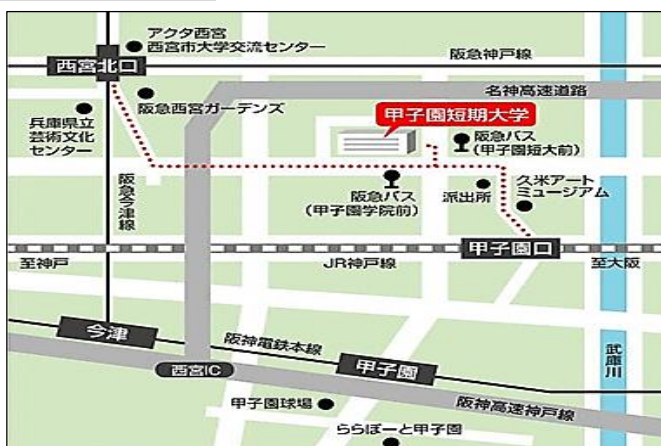 アクタ西宮
西宮市大学交流センター
阪急神戸線
西宮北口
名神高速道路
阪急西宮ガーデンズ
甲子園短期大学
兵庫県立
芸術文化
センター
阪急バス
(甲子園短大前)
阪急今津線
阪急バス
(甲子園学院前)
派出所
久米アート
ミュージアム
甲子園口
至神戸
JR神戸線
至大阪
今津
阪神電鉄本線
甲子園
武庫川
西宮IC
甲子園球場
阪神高速神戸線
ららぽーと甲子園